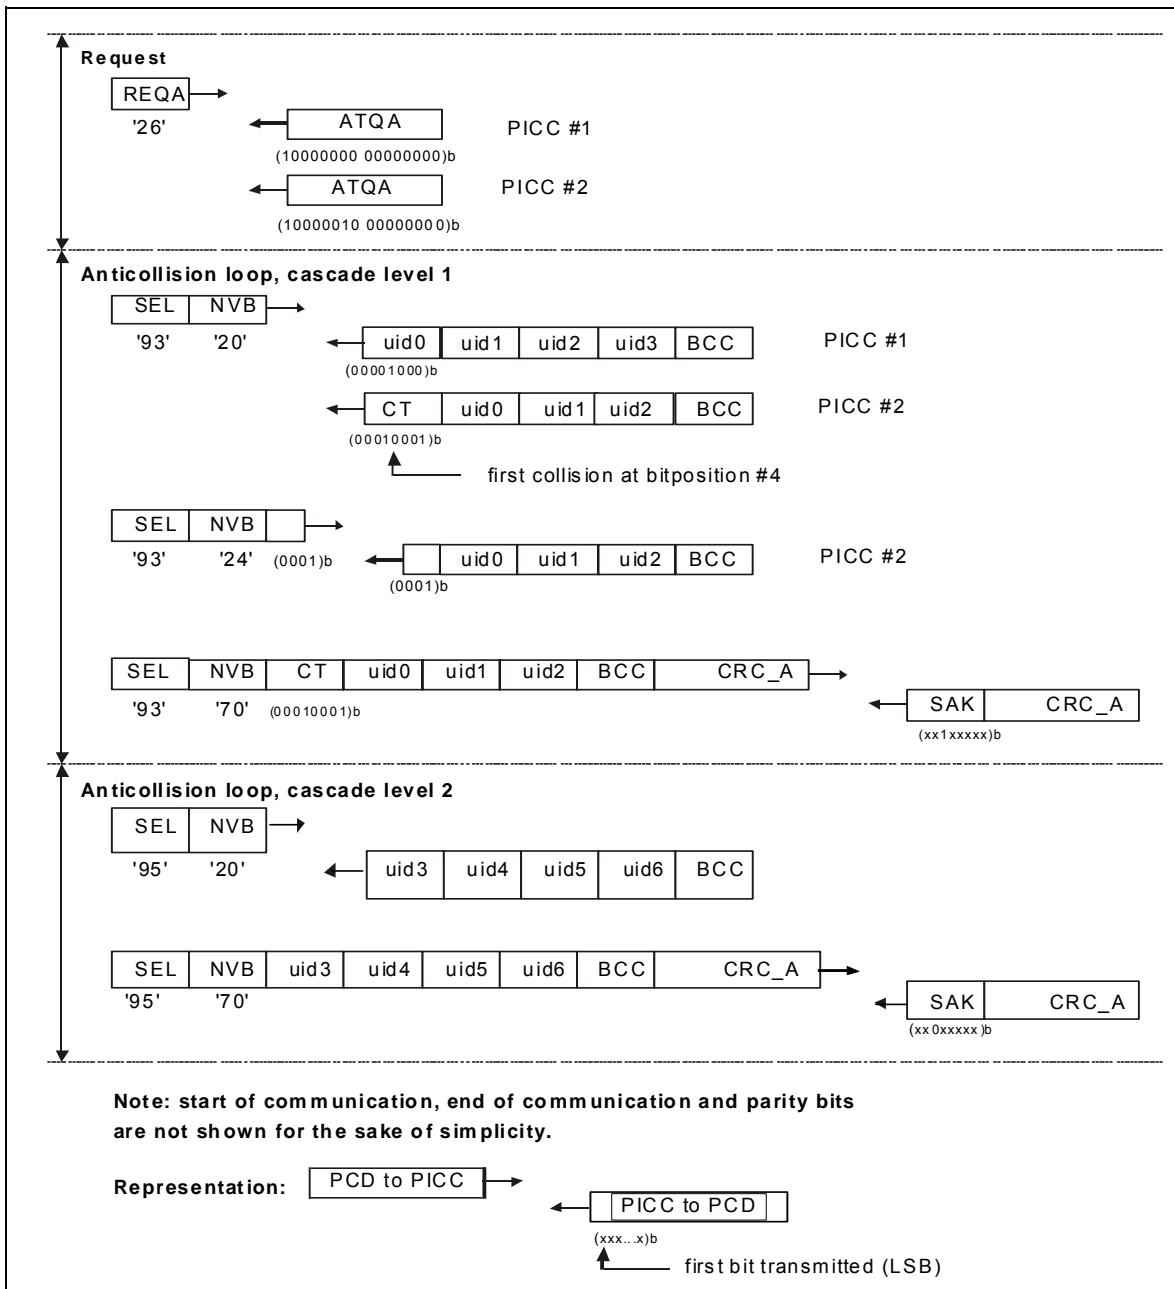 Request
REQA
'26'
ATQA PICC #1
(10000000 00000000)b
ATQA PICC #2
(10000010 00000000)b
Anticollision loop, cascade level 1
SEL NVB
'93' '20'
uid0 uid1 uid2 uid3 BCC PICC #1
(00001000)b
CT uid0 uid1 uid2 BCC PICC #2
(00010001)b
first collision at bitposition #4
SEL NVB
'93' '24' (0001)b
uid0 uid1 uid2 BCC PICC #2
(0001)b
SEL NVB CT uid0 uid1 uid2 BCC CRC_A
'93' '70' (00010001)b
SAK CRC_A
(xx1xxxxx)b
Anticollision loop, cascade level 2
SEL NVB
'95' '20'
uid3 uid4 uid5 uid6 BCC
SEL NVB uid3 uid4 uid5 uid6 BCC CRC_A
'95' '70'
SAK CRC_A
(xx0xxxxx)b
Note: start of communication, end of communication and parity bits
are not shown for the sake of simplicity.
Representation: PCD to PICC
PICC to PCD
(xxx...x)b
first bit transmitted (LSB)